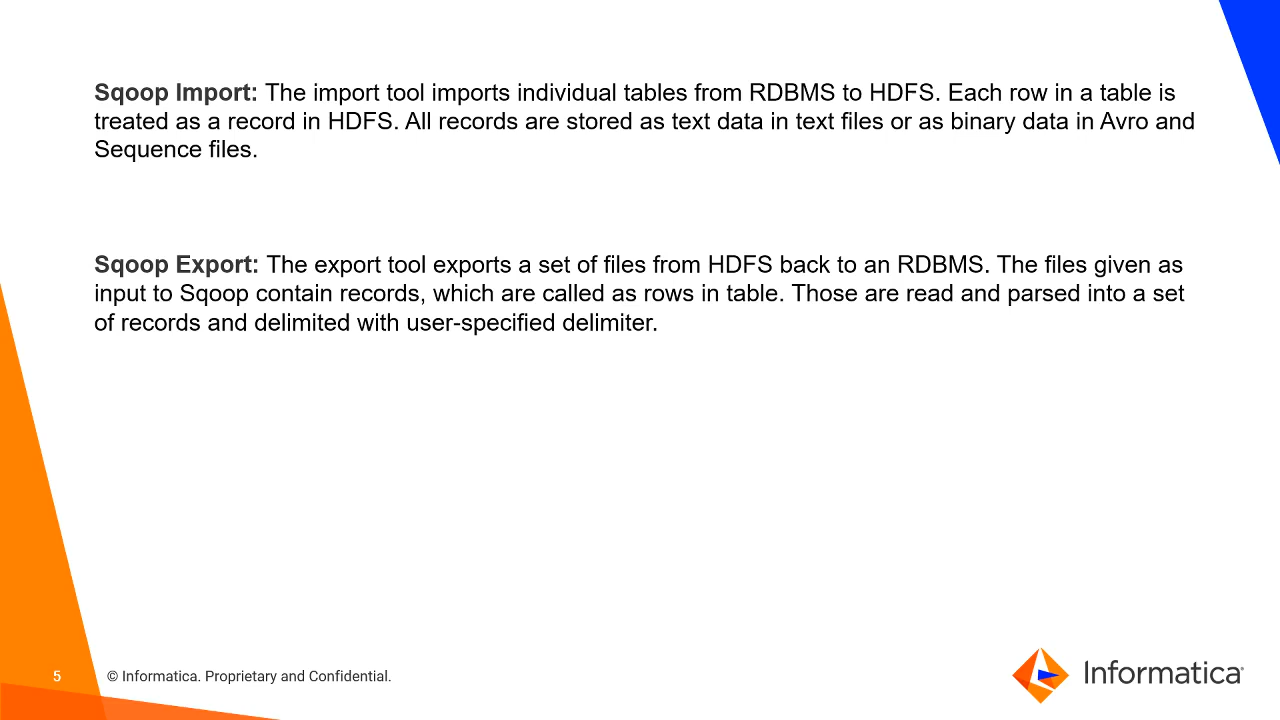 Sqoop Import: The import tool imports individual tables from RDBMS to HDFS. Each row in a table is
treated as a record in HDFS. All records are stored as text data in text files or as binary data in Avro and
Sequence files.
Sqoop Export: The export tool exports a set of files from HDFS back to an RDBMS. The files given as
input to Sqoop contain records, which are called as rows in table. Those are read and parsed into a set
of records and delimited with user-specified delimiter.
5
© Informatica. Proprietary and Confidential.
Informatica